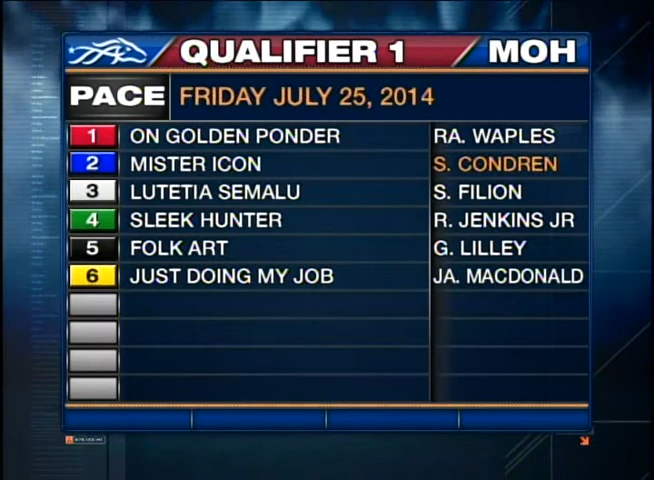 QUALIFIER 1 MOH
PACE FRIDAY JULY 25, 2014
1 ON GOLDEN PONDER RA. WAPLES
2 MISTER ICON S. CONDREN
3 LUTETIA SEMALU S. FILION
4 SLEEK HUNTER R. JENKINS JR
5 FOLK ART G. LILLEY
6 JUST DOING MY JOB JA. MACDONALD